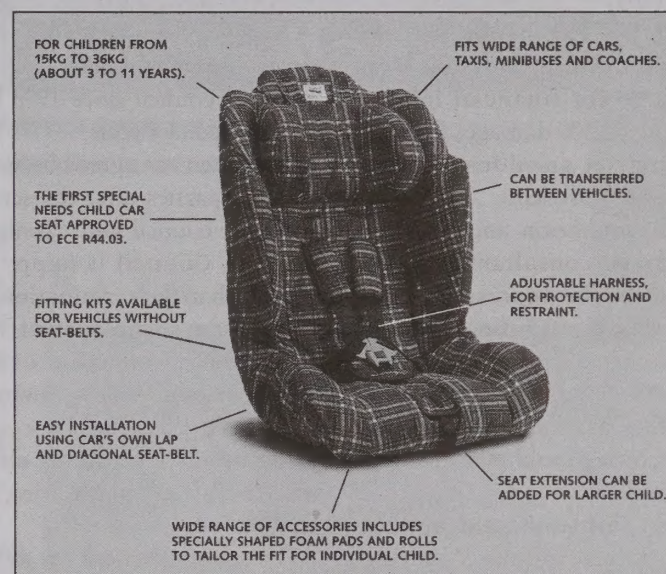 FOR CHILDREN FROM
15KG TO 36KG
(ABOUT 3 TO 11 YEARS).
FITS WIDE RANGE OF CARS,
TAXIS, MINIBUSES AND COACHES.
THE FIRST SPECIAL
NEEDS CHILD CAR
SEAT APPROVED
TO ECE R44.03.
CAN BE TRANSFERRED
BETWEEN VEHICLES.
FITTING KITS AVAILABLE
FOR VEHICLES WITHOUT
SEAT-BELTS.
ADJUSTABLE HARNESS,
FOR PROTECTION AND
RESTRAINT.
EASY INSTALLATION
USING CAR'S OWN LAP
AND DIAGONAL SEAT-BELT.
SEAT EXTENSION CAN BE
ADDED FOR LARGER CHILD.
WIDE RANGE OF ACCESSORIES INCLUDES
SPECIALLY SHAPED FOAM PADS AND ROLLS
TO TAILOR THE FIT FOR INDIVIDUAL CHILD.